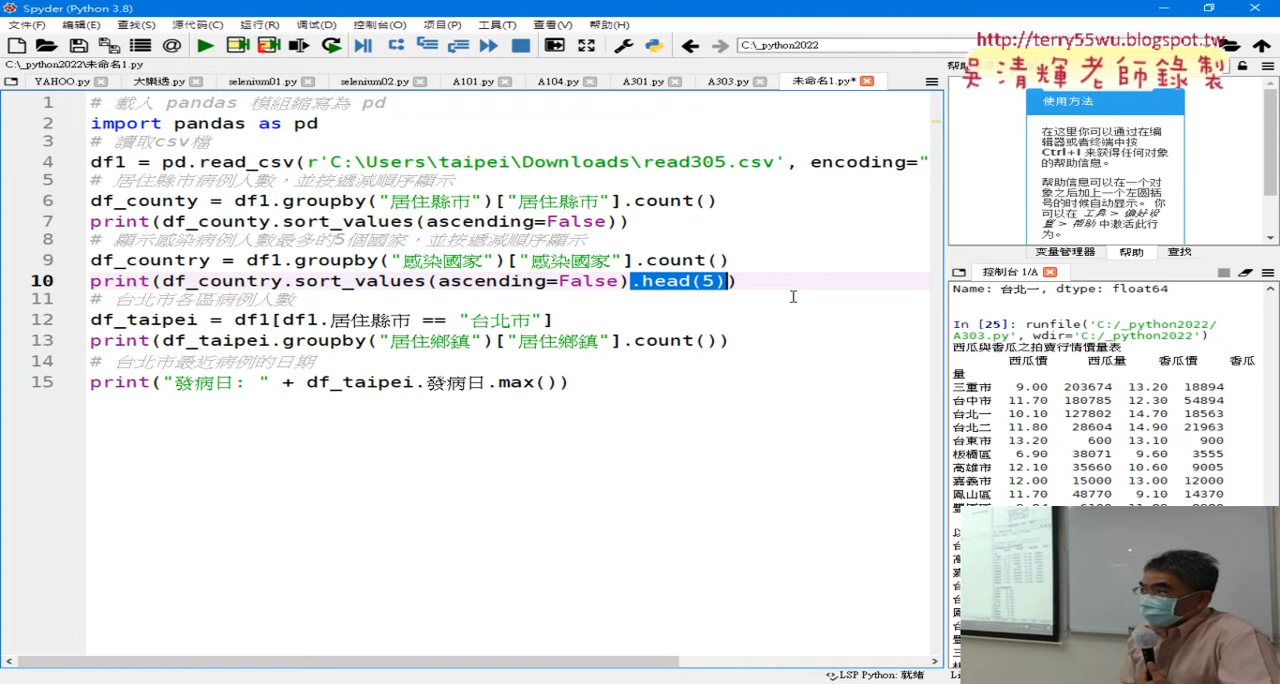 Spyder (Python 3.8)
文件(F) 编辑(E) 查找(S) 源代码(C) 运行(R) 调试(D) 控制台(O) 项目(P) 工具(T) 查看(V) 帮助(H)
C:\_python2022
http://terry55wu.blogspot.tw
吳清輝老師錄製
C:\_python2022\未命名1.py
YAHOO.py 大樂透.py selenium01.py selenium02.py A101.py A104.py A301.py A303.py 未命名1.py*
1 # 載入 pandas 模組縮寫為 pd
2 import pandas as pd
3 # 讀取csv檔
4 df1 = pd.read_csv(r'C:\Users\taipei\Downloads\read305.csv', encoding="
5 # 居住縣市病例人數，並按遞減順序顯示
6 df_county = df1.groupby("居住縣市")["居住縣市"].count()
7 print(df_county.sort_values(ascending=False))
8 # 顯示感染病例人數最多的5個國家，並按遞減順序顯示
9 df_country = df1.groupby("感染國家")["感染國家"].count()
10 print(df_country.sort_values(ascending=False).head(5))
11 # 台北市各區病例人數
12 df_taipei = df1[df1.居住縣市 == "台北市"]
13 print(df_taipei.groupby("居住鄉鎮")["居住鄉鎮"].count())
14 # 台北市最近病例的日期
15 print("發病日: " + df_taipei.發病日.max())
使用方法
在这里你可以通过在编
辑器或者终端中按
Ctrl+I 来获得任何对象
的帮助信息。
帮助信息可以在一个对
象之后加上一个左圆括
号的时候自动显示。 你
可以在 工具 > 偏好设
置 > 帮助 中激活此行
为。
变量管理器 帮助 查找
控制台 1/A
Name: 台北一, dtype: float64
In [25]: runfile('C:/_python2022/
A303.py', wdir='C:/_python2022')
西瓜與香瓜之拍賣行情價量表
西瓜價 西瓜量 香瓜價 香瓜
量
三重市 9.00 203674 13.20 18894
台中市 11.70 180785 12.30 54894
台北一 10.10 127802 14.70 18563
台北二 11.80 28604 14.90 21963
台東市 13.20 600 13.10 900
板橋區 6.90 38071 9.60 3555
高雄市 12.10 35660 10.60 9005
嘉義市 12.00 15000 13.00 12000
鳳山區 11.70 48770 9.10 14370
LSP Python: 就绪